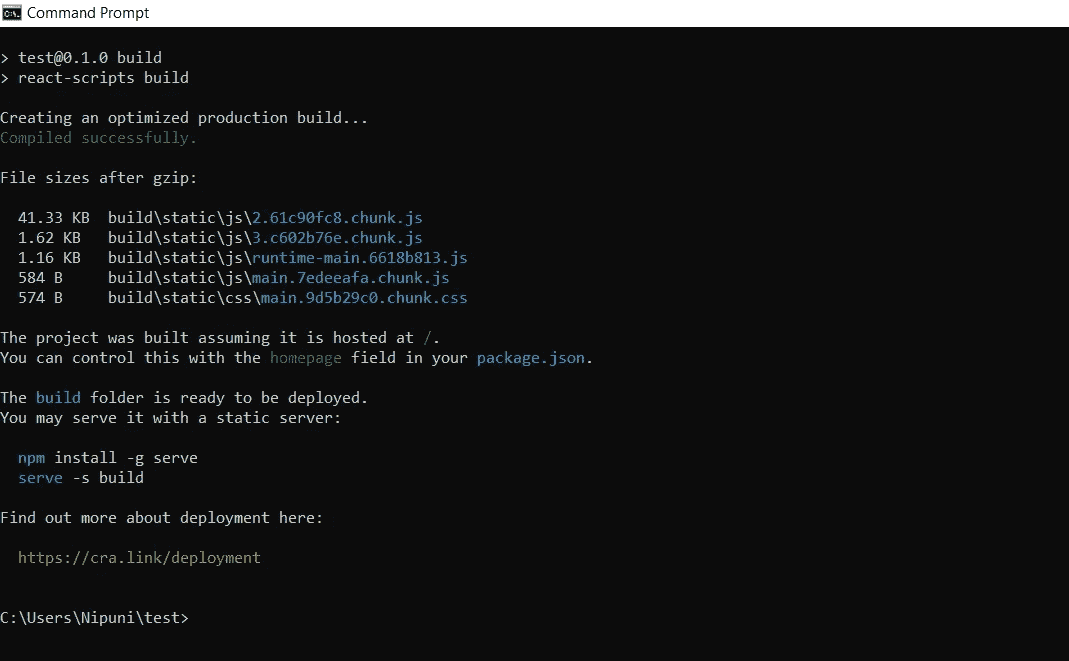 Command Prompt
> test@0.1.0 build
> react-scripts build
Creating an optimized production build...
Compiled successfully.
File sizes after gzip:
41.33 KB  build\static\js\2.61c90fc8.chunk.js
1.62 KB   build\static\js\3.c602b76e.chunk.js
1.16 KB   build\static\js\runtime-main.6618b813.js
584 B     build\static\js\main.7edeeafa.chunk.js
574 B     build\static\css\main.9d5b29c0.chunk.css
The project was built assuming it is hosted at /.
You can control this with the homepage field in your package.json.
The build folder is ready to be deployed.
You may serve it with a static server:
npm install -g serve
serve -s build
Find out more about deployment here:
https://cra.link/deployment
C:\Users\Nipuni\test>